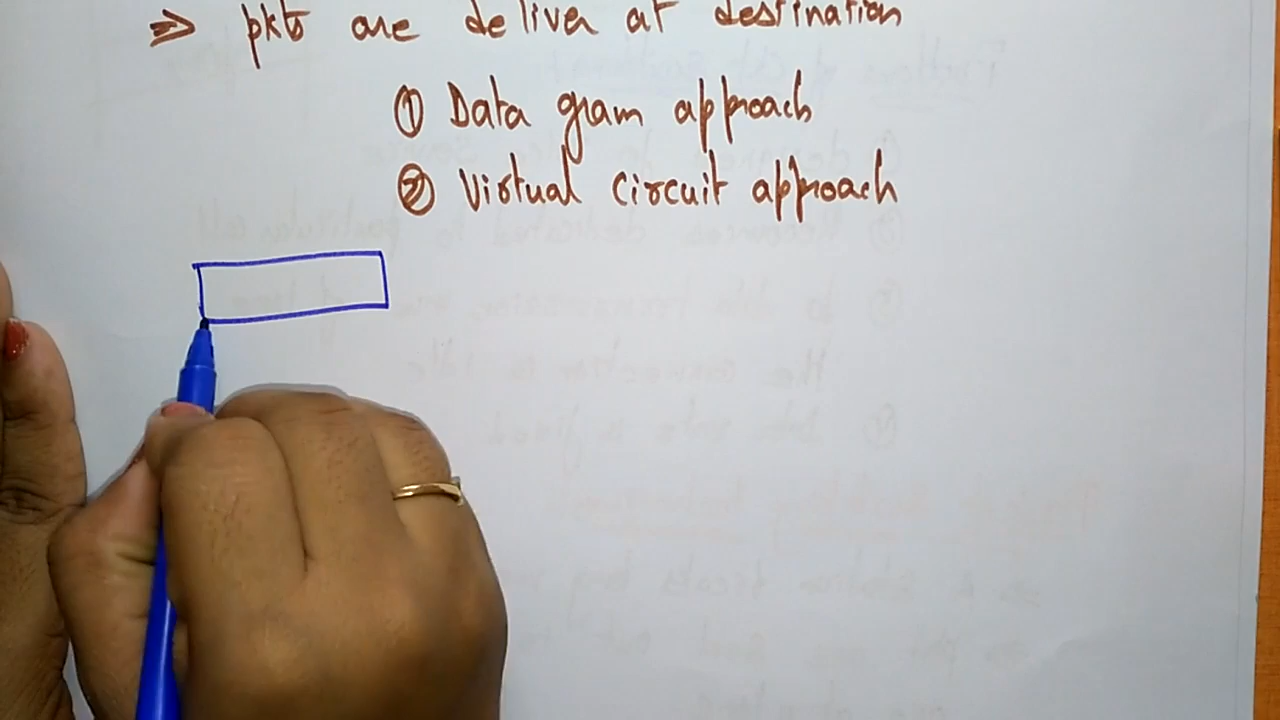 ⇒ pkts are deliver at destination
① Data gram approach
② Virtual Circuit approach